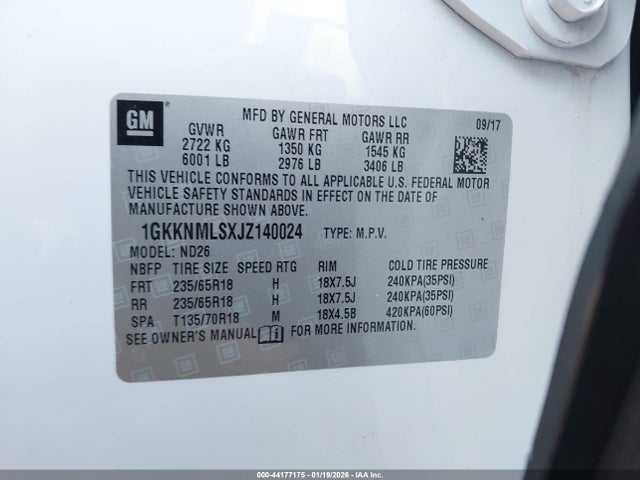 GM
MFD BY GENERAL MOTORS LLC 09/17
GVWR GAWR FRT GAWR RR
2722 KG 1350 KG 1545 KG
6001 LB 2976 LB 3406 LB
THIS VEHICLE CONFORMS TO ALL APPLICABLE U.S. FEDERAL MOTOR
VEHICLE SAFETY STANDARDS IN EFFECT ON THE DATE OF
MANUFACTURE SHOWN ABOVE.
1GKKNMLSXJZ140024 TYPE: M.P.V.
MODEL: ND26
NBFP TIRE SIZE SPEED RTG RIM COLD TIRE PRESSURE
FRT 235/65R18 H 18X7.5J 240KPA(35PSI)
RR 235/65R18 H 18X7.5J 240KPA(35PSI)
SPA T135/70R18 M 18X4.5B 420KPA(60PSI)
SEE OWNER'S MANUAL FOR MORE INFORMATION
000-44177175 - 01/19/2026 - IAAI.COM